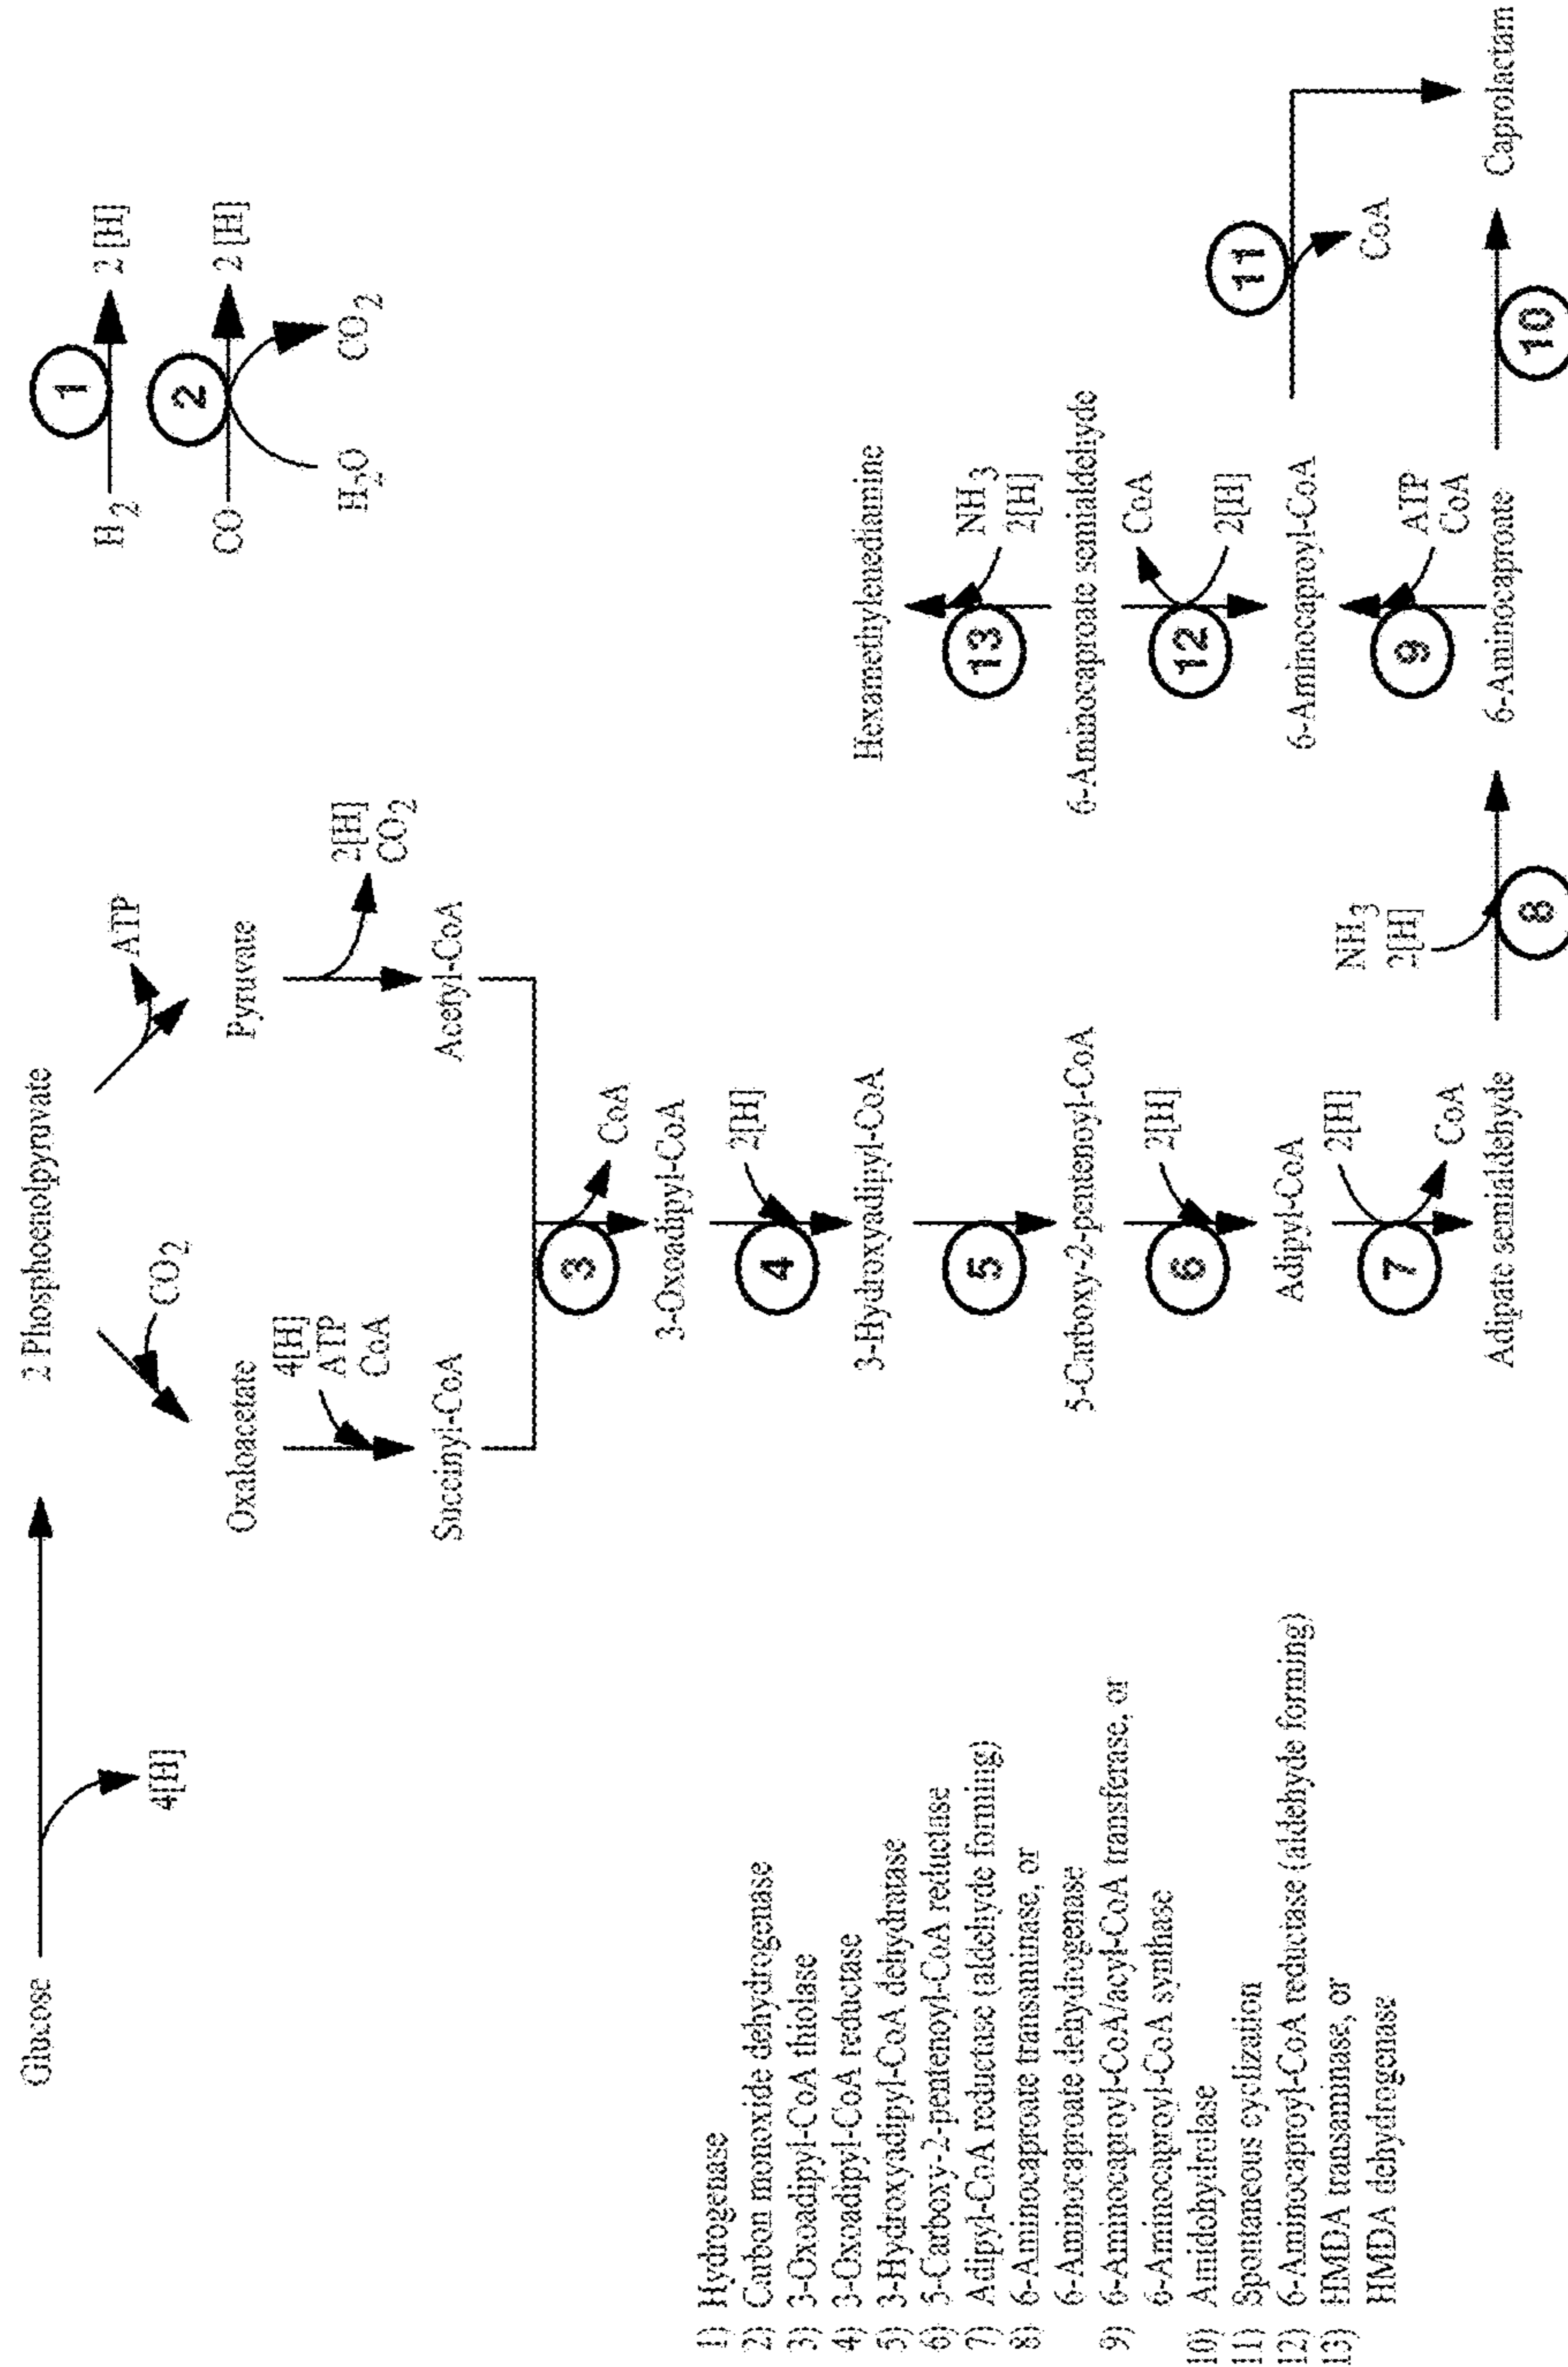 Glucose
4[H]
2 Phosphoenolpyruvate
CO2
ATP
Oxaloacetate
Pyruvate
4[H]
ATP
CoA
2[H]
CO2
Succinyl-CoA
Acetyl-CoA
3
CoA
3-Oxoadipyl-CoA
4
2[H]
3-Hydroxyadipyl-CoA
5
5-Carboxy-2-pentenoyl-CoA
6
2[H]
Adipyl-CoA
7
2[H]
CoA
Adipate semialdehyde
NH3
2[H]
8
6-Aminocaproate
9
ATP
CoA
6-Aminocaproyl-CoA
12
CoA
2[H]
6-Aminocaproate semialdehyde
13
NH3
2[H]
Hexamethylenediamine
11
CoA
10
Caprolactam
H2
1
2 [H]
CO
2
2 [H]
H2O
CO2
1) Hydrogenase
2) Carbon monoxide dehydrogenase
3) 3-Oxoadipyl-CoA thiolase
4) 3-Oxoadipyl-CoA reductase
5) 3-Hydroxyadipyl-CoA dehydratase
6) 5-Carboxy-2-pentenoyl-CoA reductase
7) Adipyl-CoA reductase (aldehyde forming)
8) 6-Aminocaproate transaminase, or
6-Aminocaproate dehydrogenase
9) 6-Aminocaproyl-CoA/acyl-CoA transferase, or
6-Aminocaproyl-CoA synthase
10) Amidohydrolase
11) Spontaneous cyclization
12) 6-Aminocaproyl-CoA reductase (aldehyde forming)
13) HMDA transaminase, or
HMDA dehydrogenase